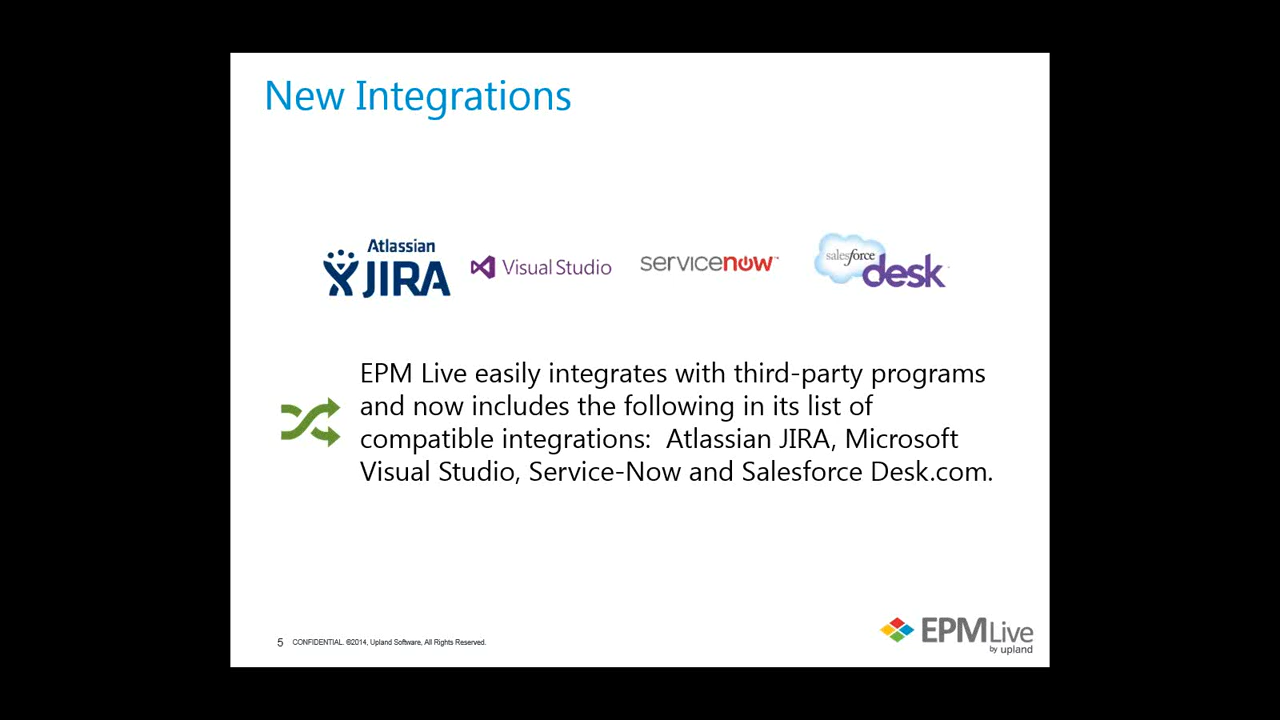 New Integrations
Atlassian
JIRA
Visual Studio
servicenow™
salesforce
desk
EPM Live easily integrates with third-party programs
and now includes the following in its list of
compatible integrations:  Atlassian JIRA, Microsoft
Visual Studio, Service-Now and Salesforce Desk.com.
5 CONFIDENTIAL. ©2014, Upland Software, All Rights Reserved.
EPMLive
by upland